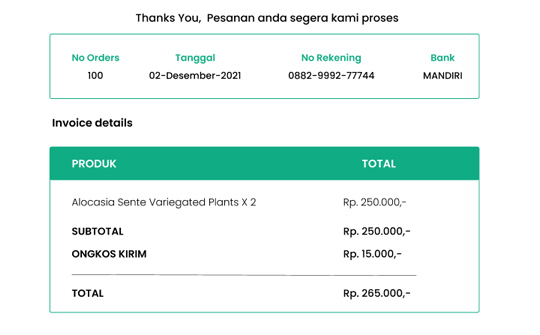 Thanks You, Pesanan anda segera kami proses
No Orders Tanggal No Rekening Bank
100 02-Desember-2021 0882-9992-77744 MANDIRI
Invoice details
PRODUK TOTAL
Alocasia Sente Variegated Plants X 2 Rp. 250.000,-
SUBTOTAL Rp. 250.000,-
ONGKOS KIRIM Rp. 15.000,-
TOTAL Rp. 265.000,-